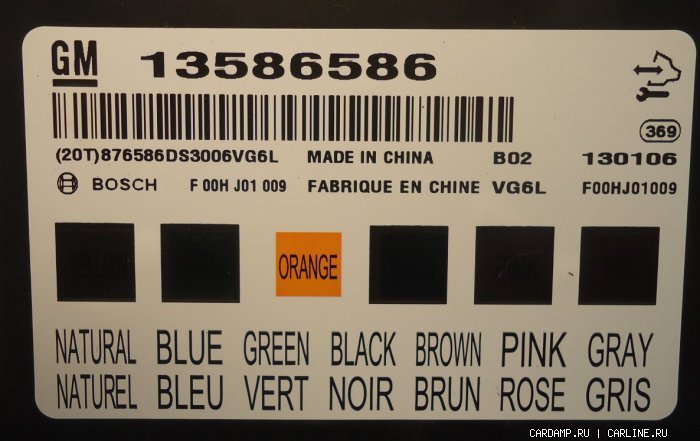 GM 13586586
369
(20T)876586DS3006VG6L MADE IN CHINA B02 130106
BOSCH F 00H J01 009 FABRIQUE EN CHINE VG6L F00HJ01009
YELLOW ORANGE PINK
NATURAL BLUE GREEN BLACK BROWN PINK GRAY
NATUREL BLEU VERT NOIR BRUN ROSE GRIS
CARDAMP.RU | CARLINE.RU